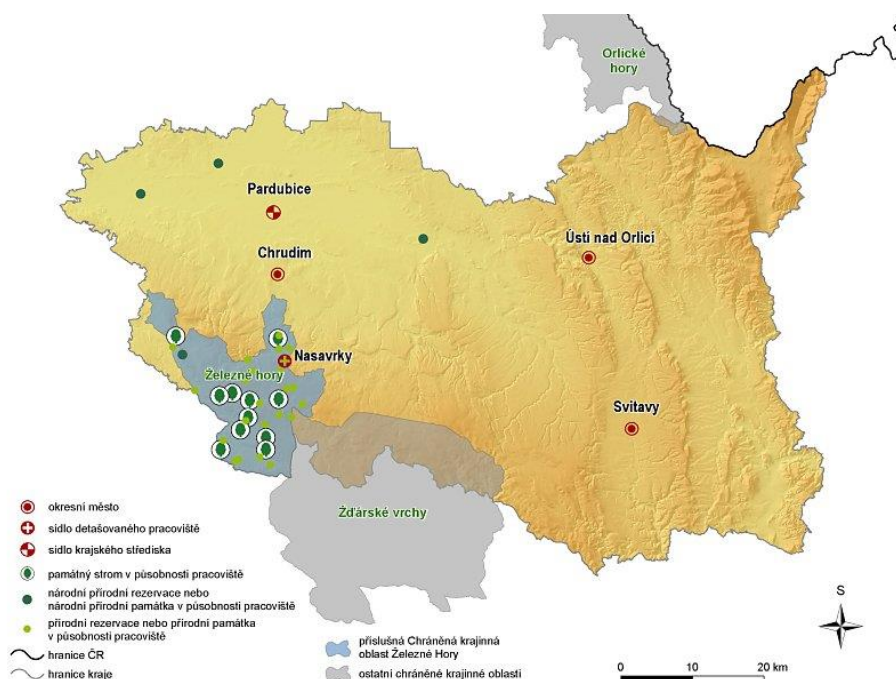 Orlické
hory
Pardubice
Chrudim
Ústí nad Orlicí
Nasavrky
Železné hory
Svitavy
Žďárské vrchy
okresní město
sídlo detašovaného pracoviště
sídlo krajského střediska
památný strom v působnosti pracoviště
národní přírodní rezervace nebo
národní přírodní památka v působnosti pracoviště
přírodní rezervace nebo přírodní památka
v působnosti pracoviště
hranice ČR
hranice kraje
příslušná Chráněná krajinná
oblast Železné Hory
ostatní chráněné krajinné oblasti
S
0 10 20 km